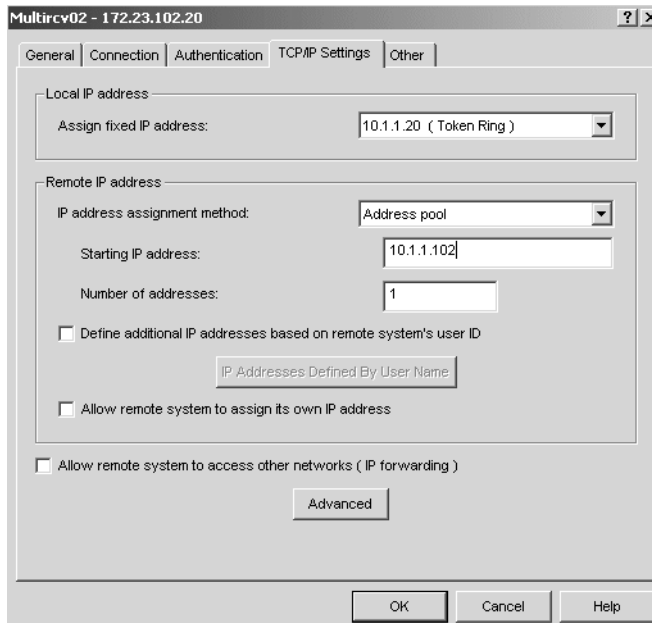 Multircv02 - 172.23.102.20
General Connection Authentication TCP/IP Settings Other
Local IP address
Assign fixed IP address: 10.1.1.20 ( Token Ring )
Remote IP address
IP address assignment method: Address pool
Starting IP address: 10.1.1.102
Number of addresses: 1
Define additional IP addresses based on remote system's user ID
IP Addresses Defined By User Name
Allow remote system to assign its own IP address
Allow remote system to access other networks ( IP forwarding )
Advanced
OK Cancel Help